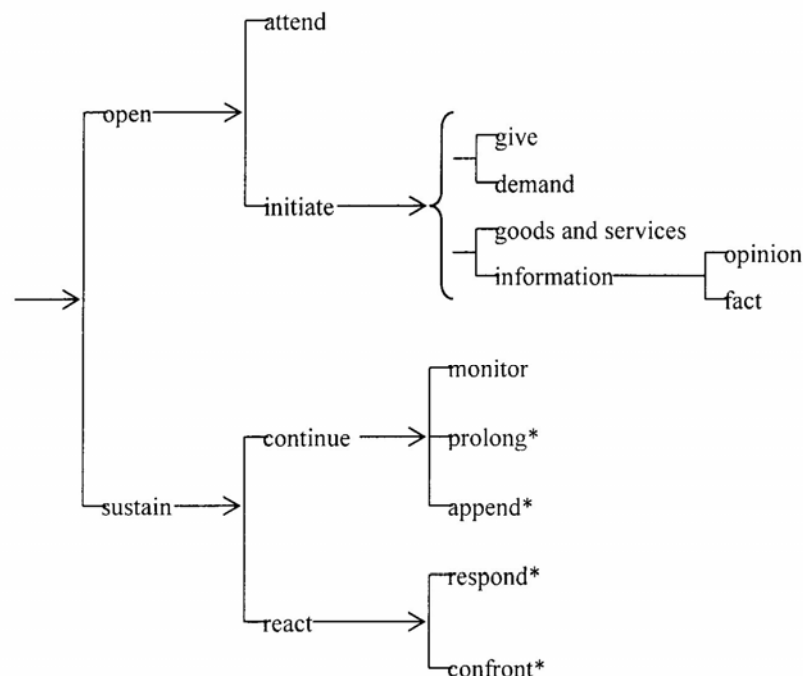 attend
open
give
demand
initiate
goods and services
opinion
information
fact
monitor
continue
prolong*
append*
sustain
respond*
react
confront*